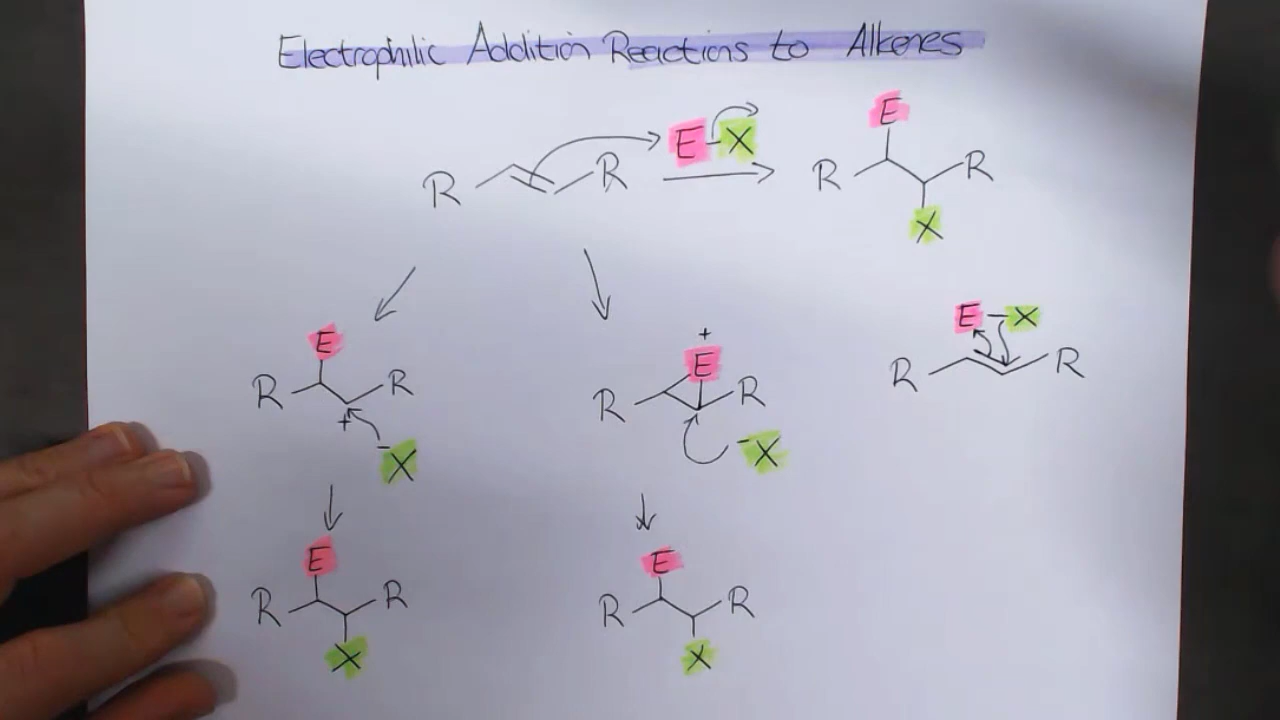 Electrophilic Addition Reactions to Alkenes
E
R R E-X R R
X
E + E E-X
R R R R R R
+ -X -X
E E
R R R R
X X